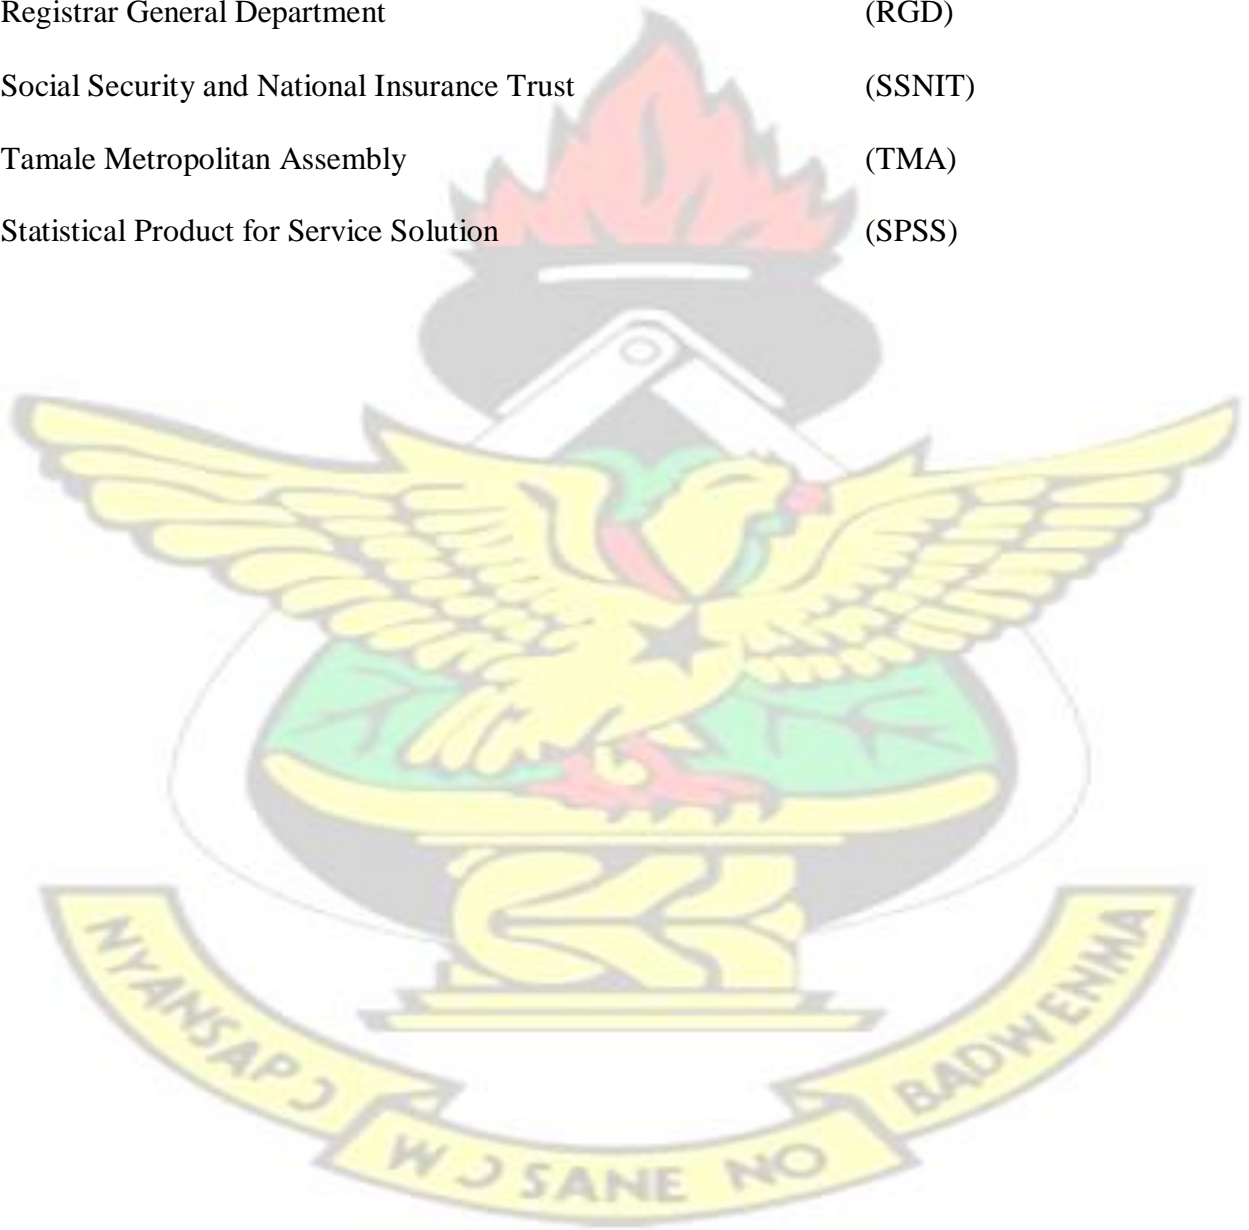 Registrar General Department (RGD)
Social Security and National Insurance Trust (SSNIT)
Tamale Metropolitan Assembly (TMA)
Statistical Product for Service Solution (SPSS)
NYANSAPƆ
WƆSANE NO
BADWENMA